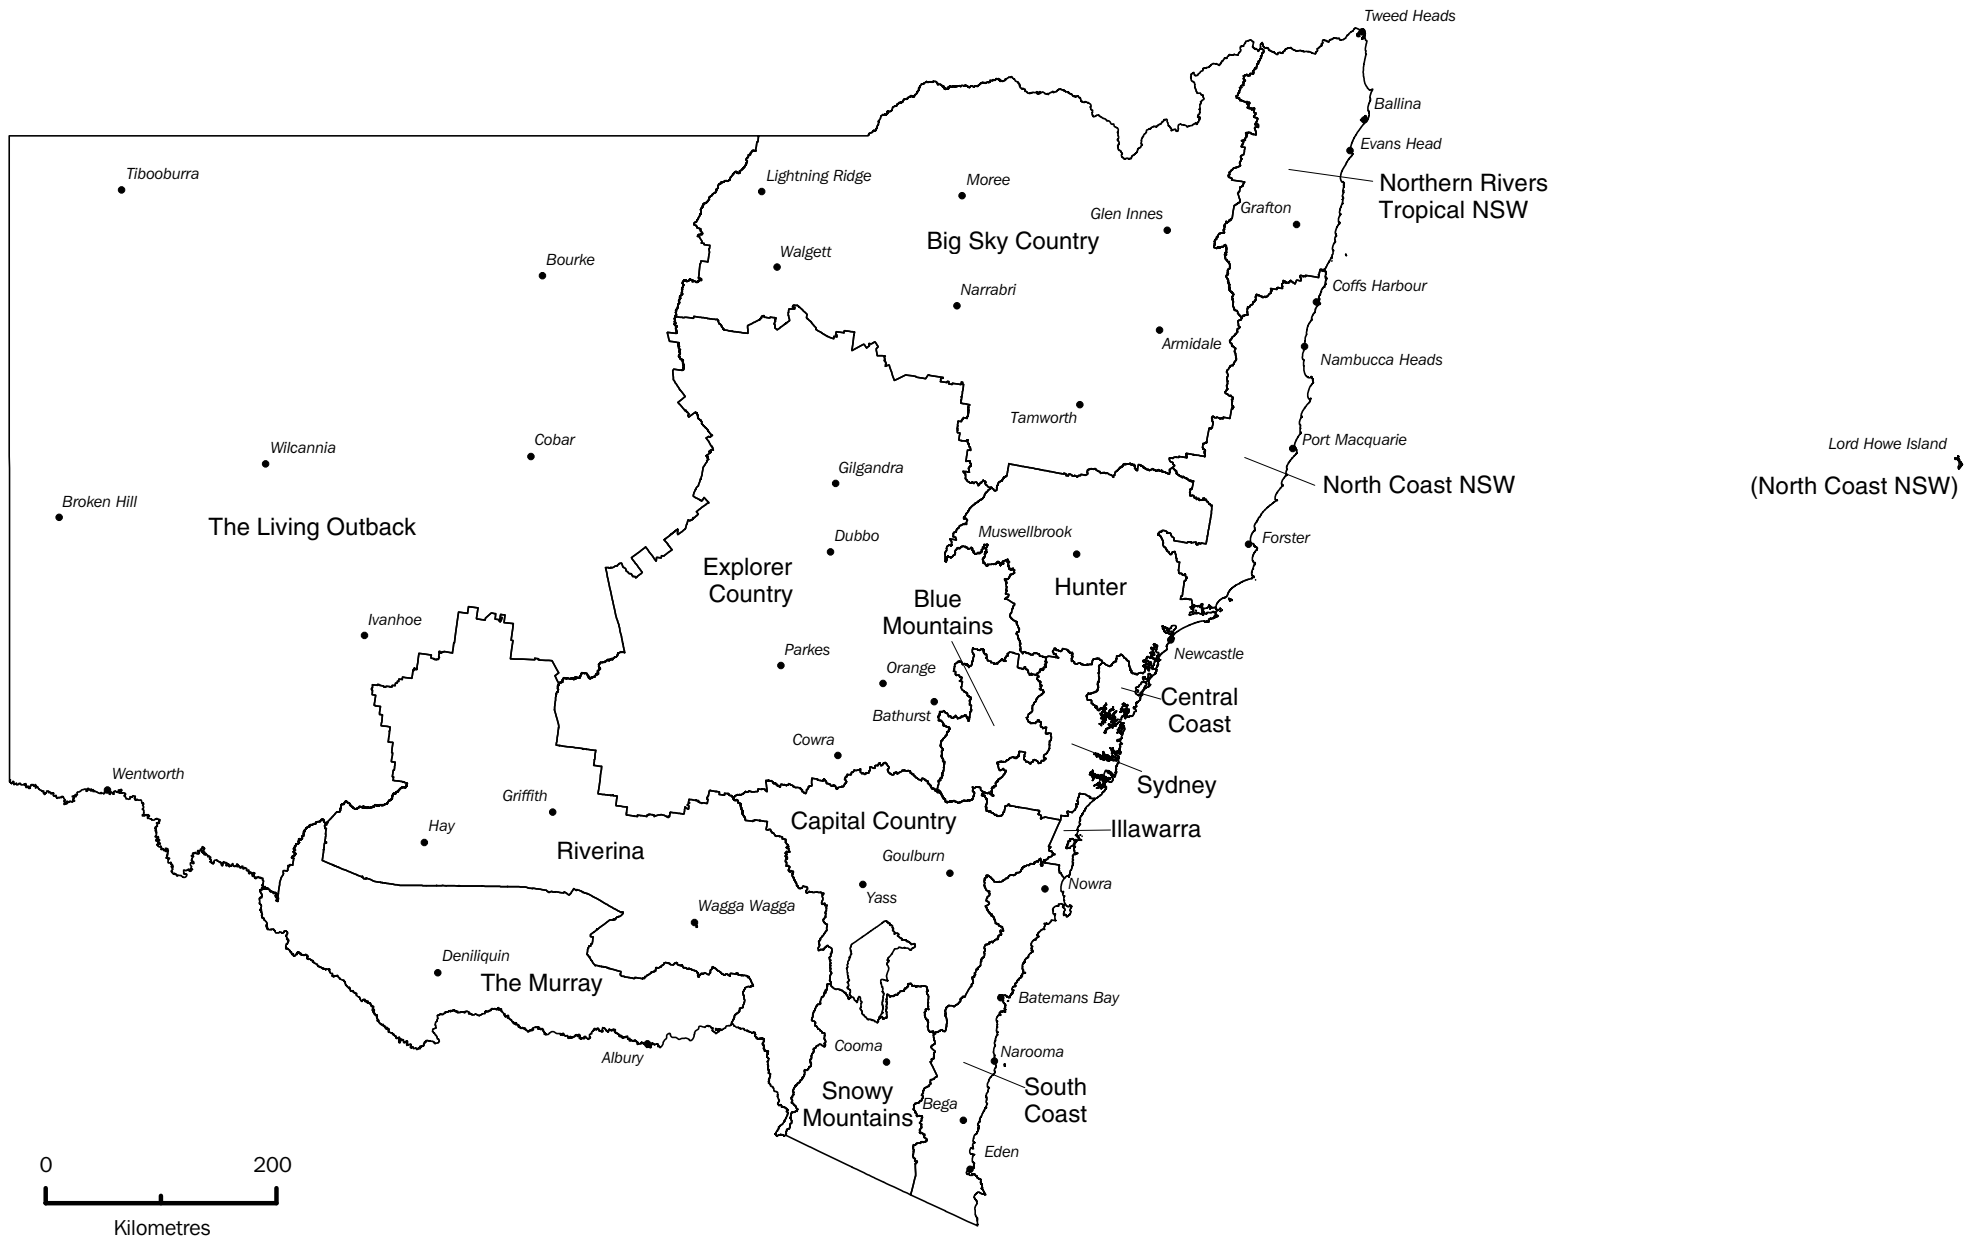 Tweed Heads
Ballina
Evans Head
Tibooburra
Lightning Ridge
Moree
Northern Rivers
Tropical NSW
Glen Innes
Grafton
Big Sky Country
Walgett
Bourke
Narrabri
Coffs Harbour
Armidale
Nambucca Heads
Tamworth
Wilcannia
Cobar
Port Macquarie
Lord Howe Island
Gilgandra
North Coast NSW
(North Coast NSW)
Broken Hill
The Living Outback
Muswellbrook
Dubbo
Forster
Explorer
Country
Hunter
Blue
Mountains
Ivanhoe
Parkes
Newcastle
Orange
Central
Coast
Bathurst
Cowra
Wentworth
Sydney
Griffith
Capital Country
Illawarra
Hay
Riverina
Goulburn
Nowra
Yass
Wagga Wagga
Deniliquin
The Murray
Batemans Bay
Albury
Cooma
Narooma
Snowy
Mountains
South
Coast
Bega
Eden
0 200
Kilometres